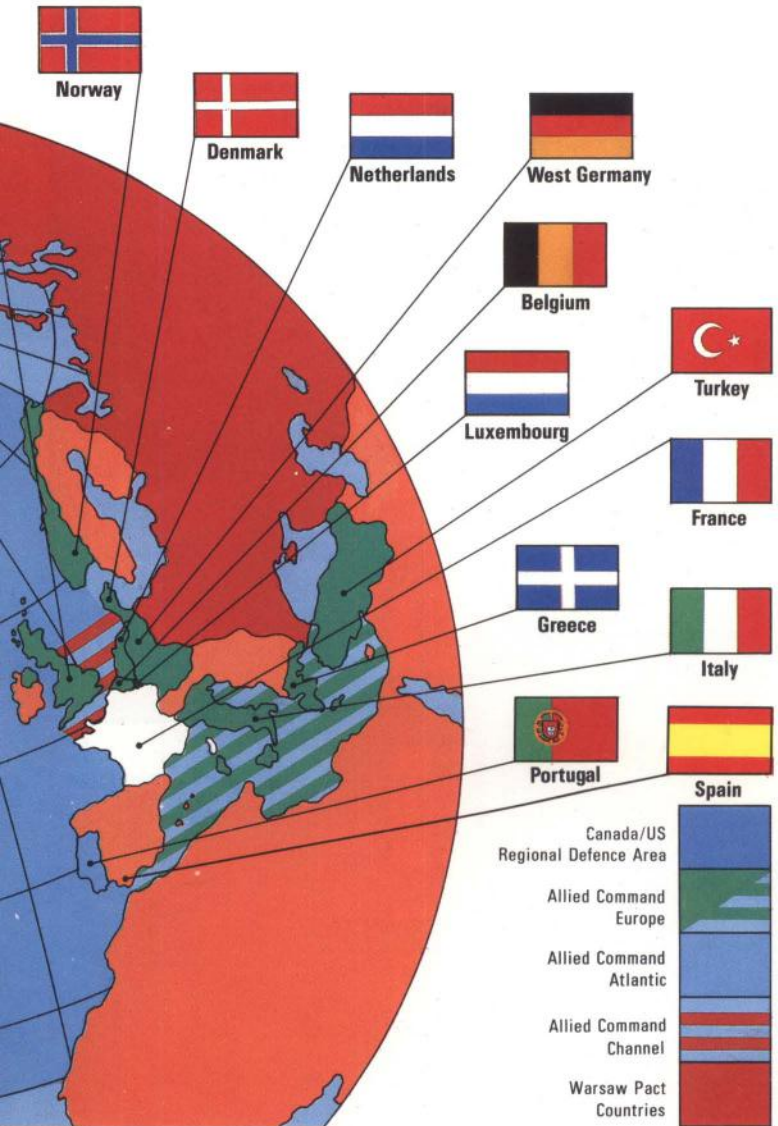 Norway
Denmark
Netherlands
West Germany
Belgium
Turkey
Luxembourg
France
Greece
Italy
Portugal
Spain
Canada/US
Regional Defence Area
Allied Command
Europe
Allied Command
Atlantic
Allied Command
Channel
Warsaw Pact
Countries